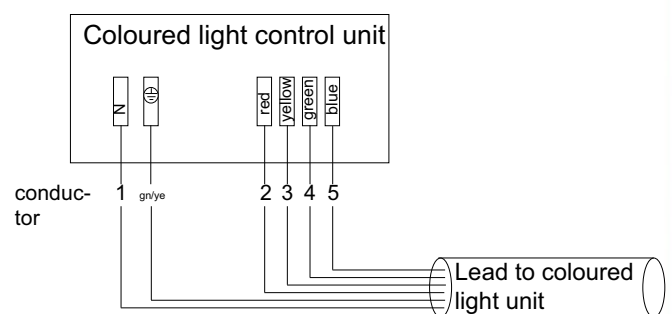 Coloured light control unit
N
red
yellow
green
blue
conduc-
tor
1 gn/ye 2 3 4 5
Lead to coloured
light unit